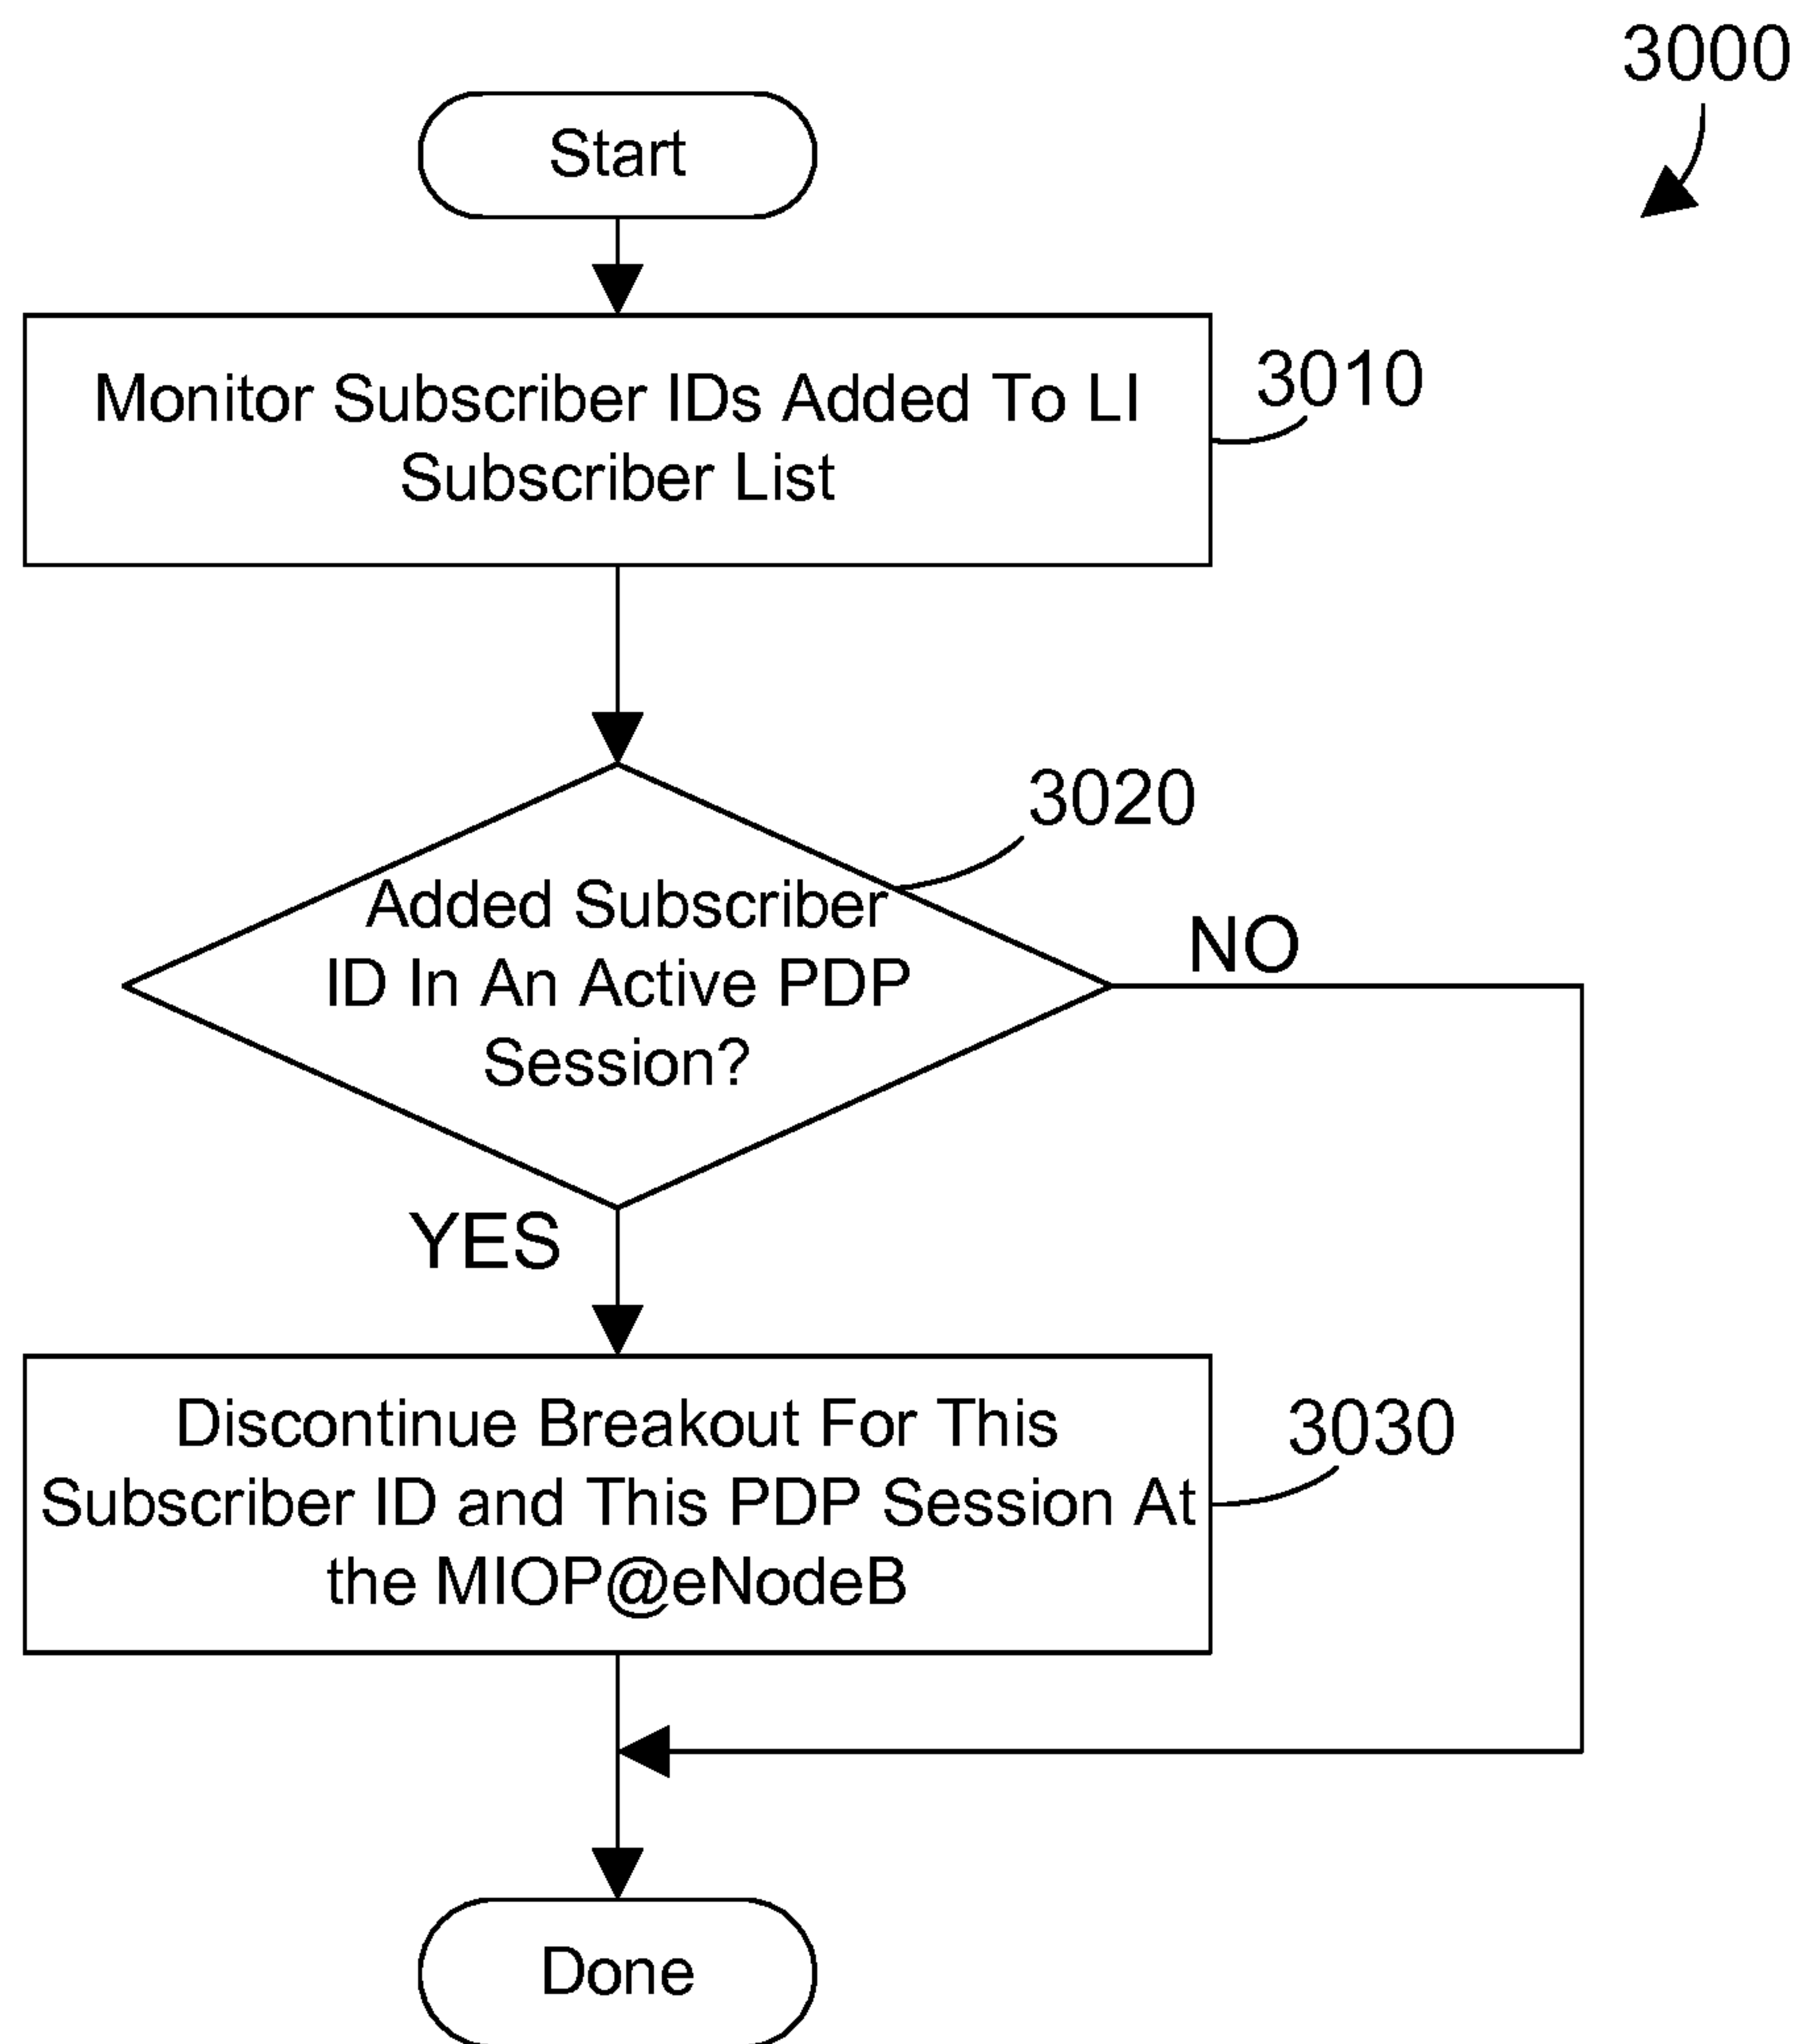 3000
Start
Monitor Subscriber IDs Added To LI
Subscriber List
3010
3020
Added Subscriber
ID In An Active PDP
Session?
NO
YES
Discontinue Breakout For This
Subscriber ID and This PDP Session At
the MIOP@eNodeB
3030
Done